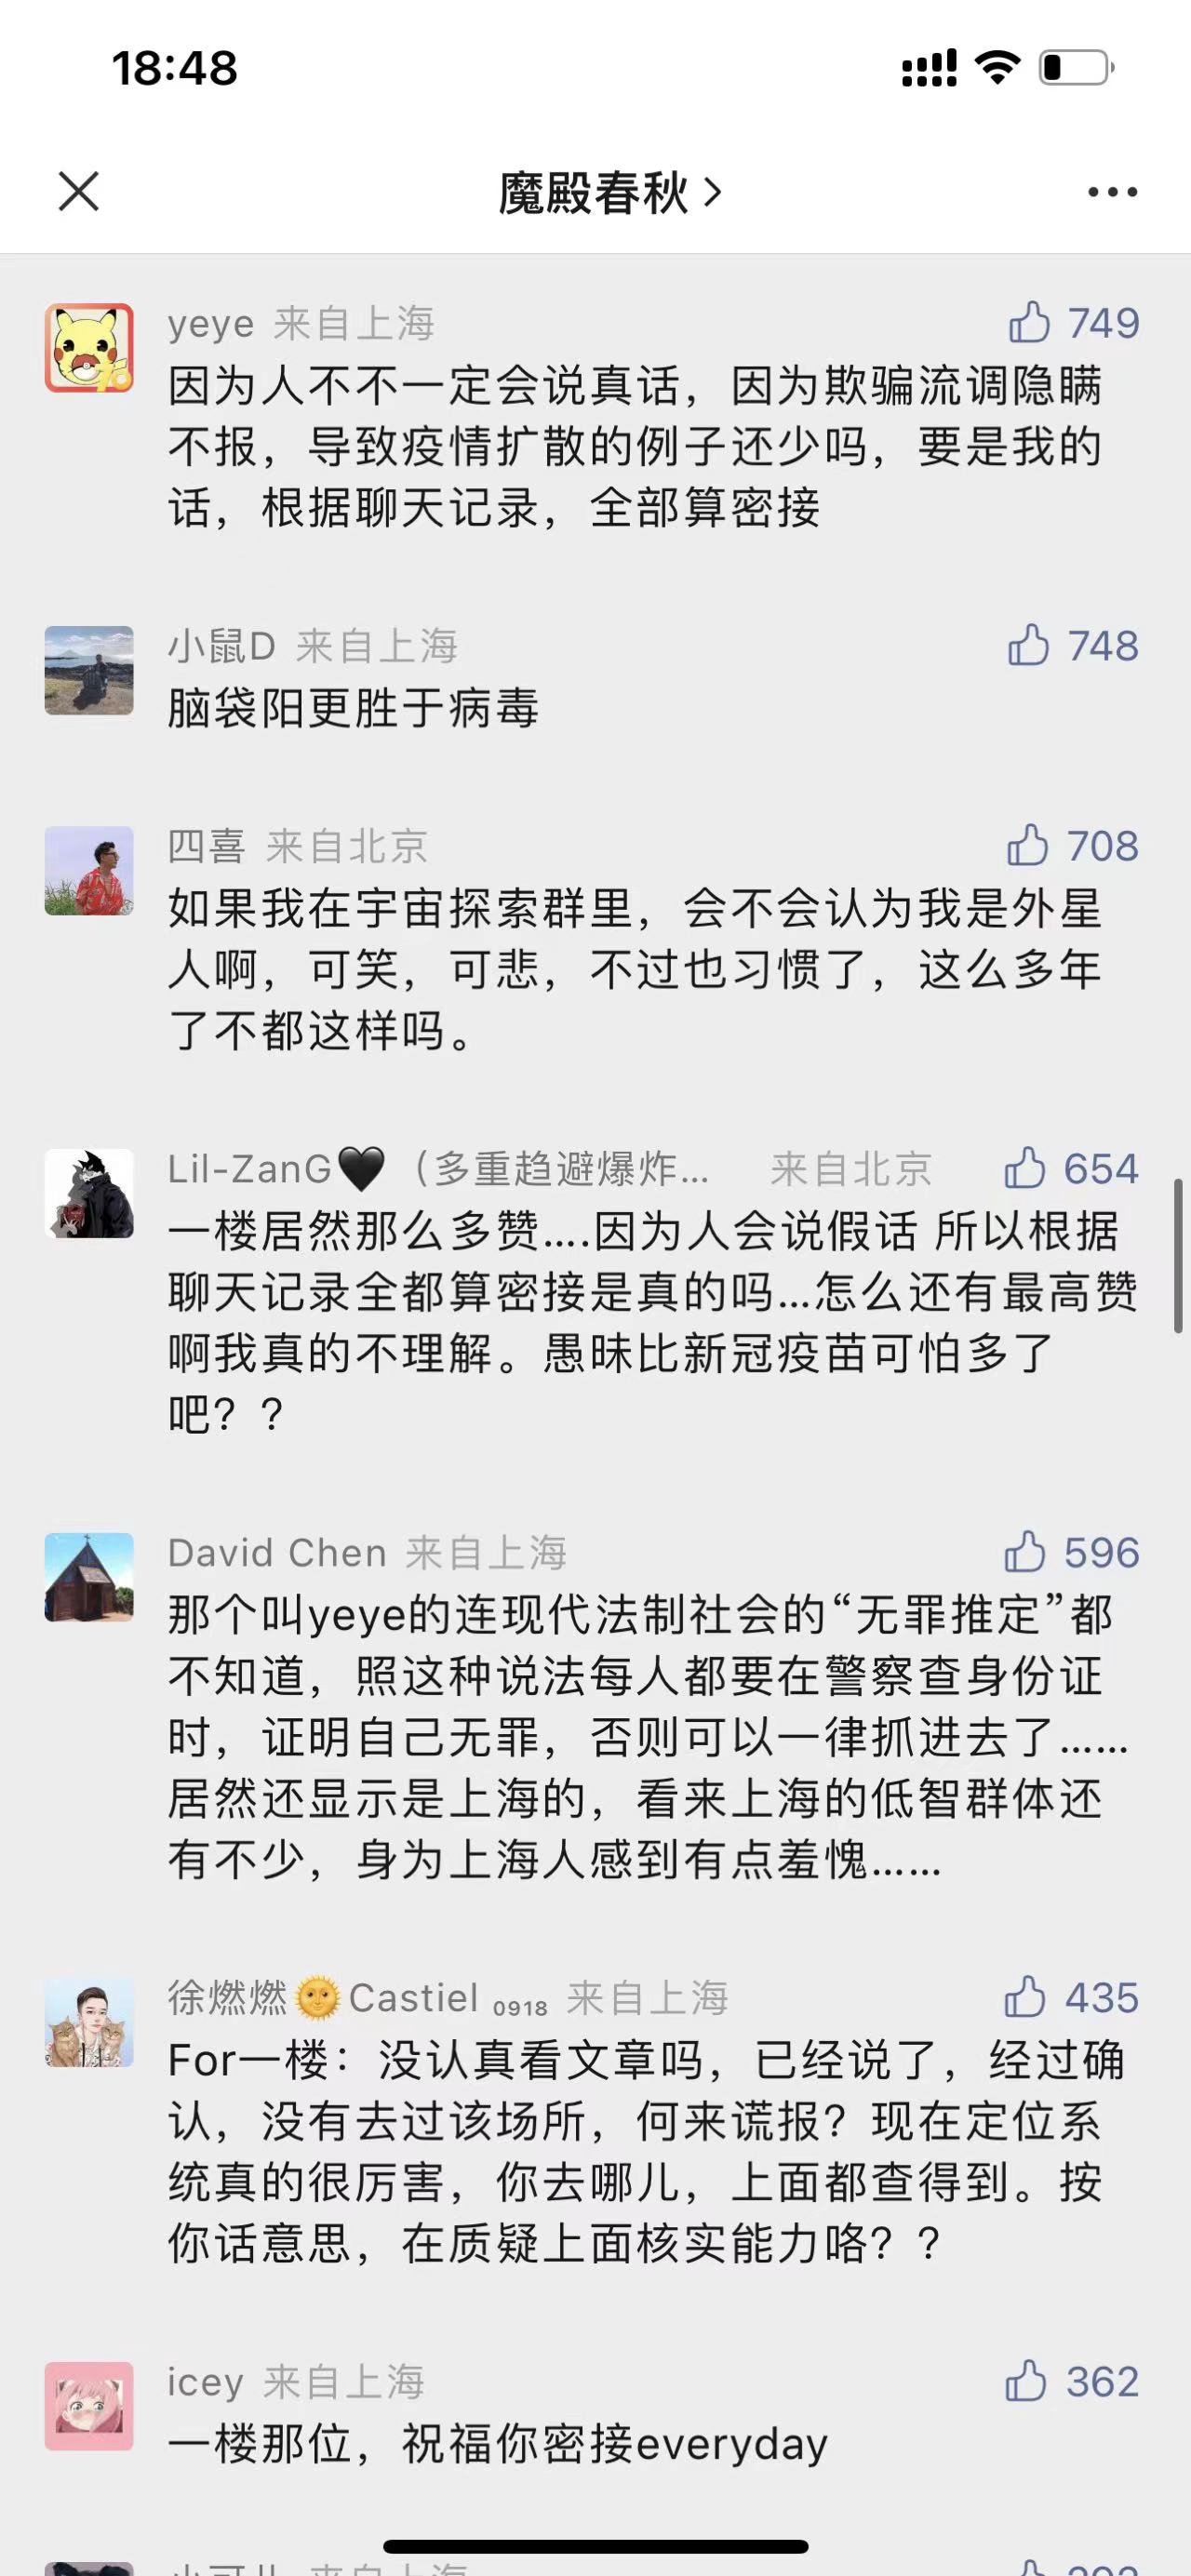 18:48
魔殿春秋
yeye 来自上海 749
因为人不不一定会说真话，因为欺骗流调隐瞒
不报，导致疫情扩散的例子还少吗，要是我的
话，根据聊天记录，全部算密接
小鼠D 来自上海 748
脑袋阳更胜于病毒
四喜 来自北京 708
如果我在宇宙探索群里，会不会认为我是外星
人啊，可笑，可悲，不过也习惯了，这么多年
了不都这样吗。
Lil-ZanG🖤（多重趋避爆炸... 来自北京 654
一楼居然那么多赞....因为人会说假话 所以根据
聊天记录全都算密接是真的吗...怎么还有最高赞
啊我真的不理解。愚昧比新冠疫苗可怕多了
吧？？
David Chen 来自上海 596
那个叫yeye的连现代法制社会的“无罪推定”都
不知道，照这种说法每人都要在警察查身份证
时，证明自己无罪，否则可以一律抓进去了……
居然还显示是上海的，看来上海的低智群体还
有不少，身为上海人感到有点羞愧……
徐燃燃🌞Castiel ₀₉₁₈ 来自上海 435
For一楼：没认真看文章吗，已经说了，经过确
认，没有去过该场所，何来谎报？现在定位系
统真的很厉害，你去哪儿，上面都查得到。按
你话意思，在质疑上面核实能力咯？？
icey 来自上海 362
一楼那位，祝福你密接everyday
来自上海